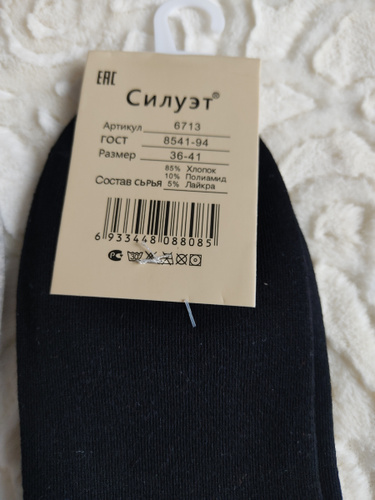 EAC
Силуэт®
Артикул 6713
ГОСТ 8541-94
Размер 36-41
85% Хлопок
10% Полиамид
Состав СЫРЬЯ 5% Лайкра
6 933448 088085